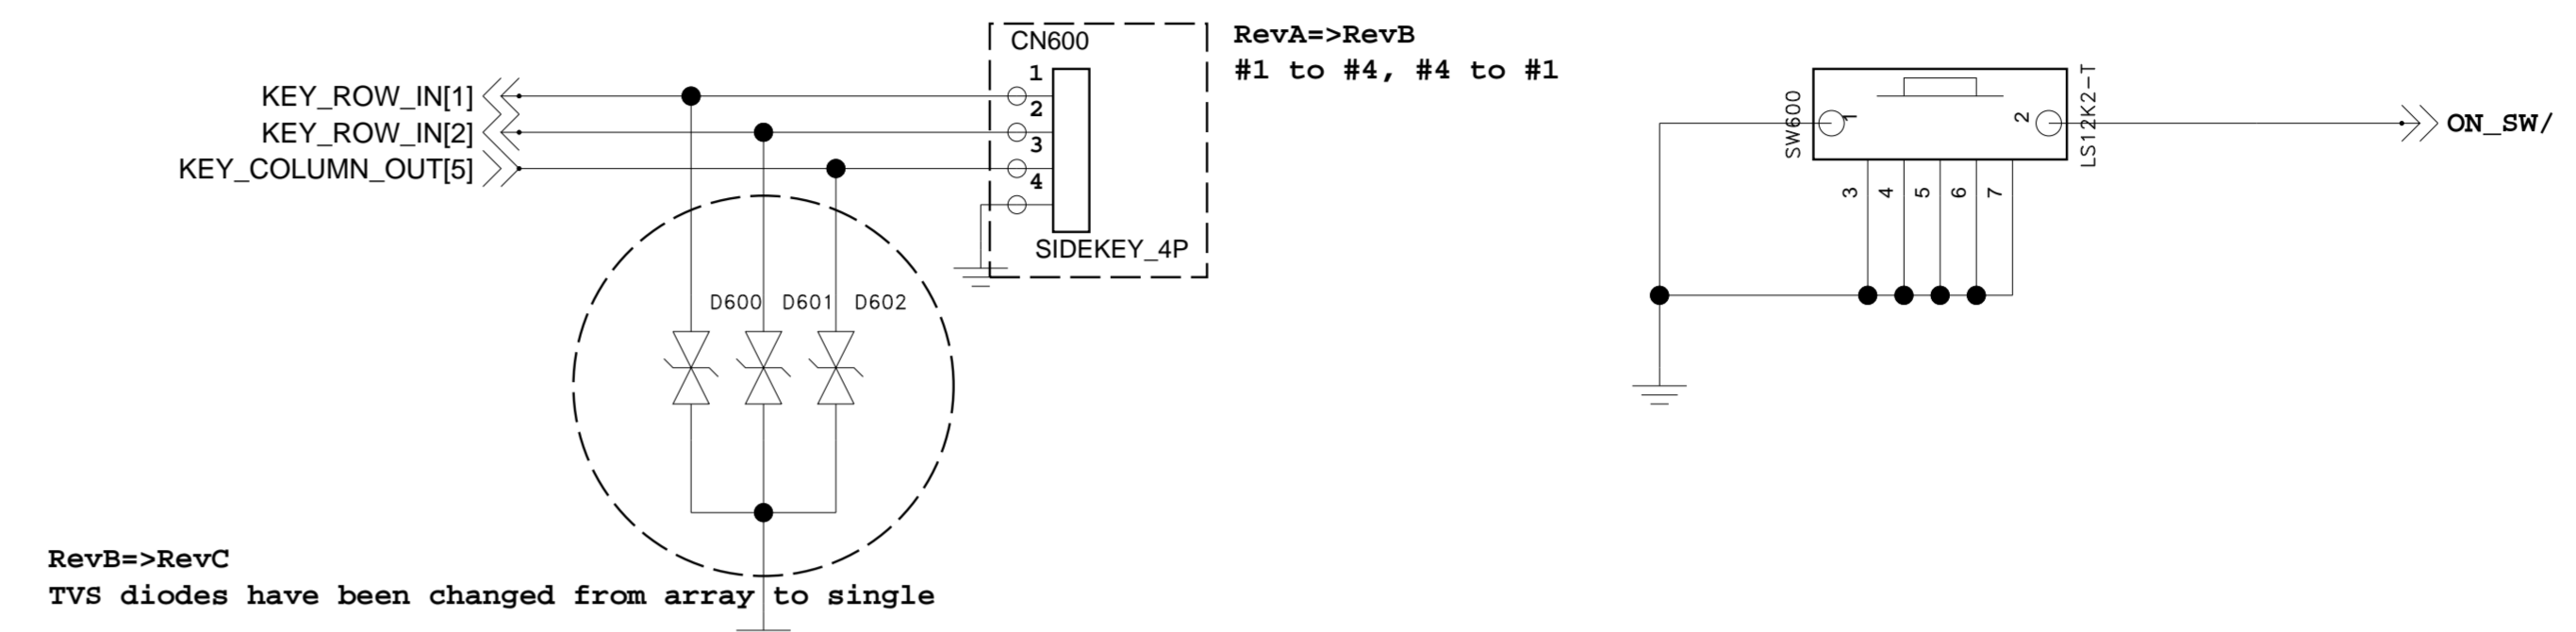 CN600
RevA=>RevB
#1 to #4, #4 to #1
1
KEY_ROW_IN[1]
2
KEY_ROW_IN[2]
3
KEY_COLUMN_OUT[5]
4
SIDEKEY_4P
D600
D601
D602
RevB=>RevC
TVS diodes have been changed from array to single
SW600
1
2
LS12K2-T
ON_SW/
3
4
5
6
7